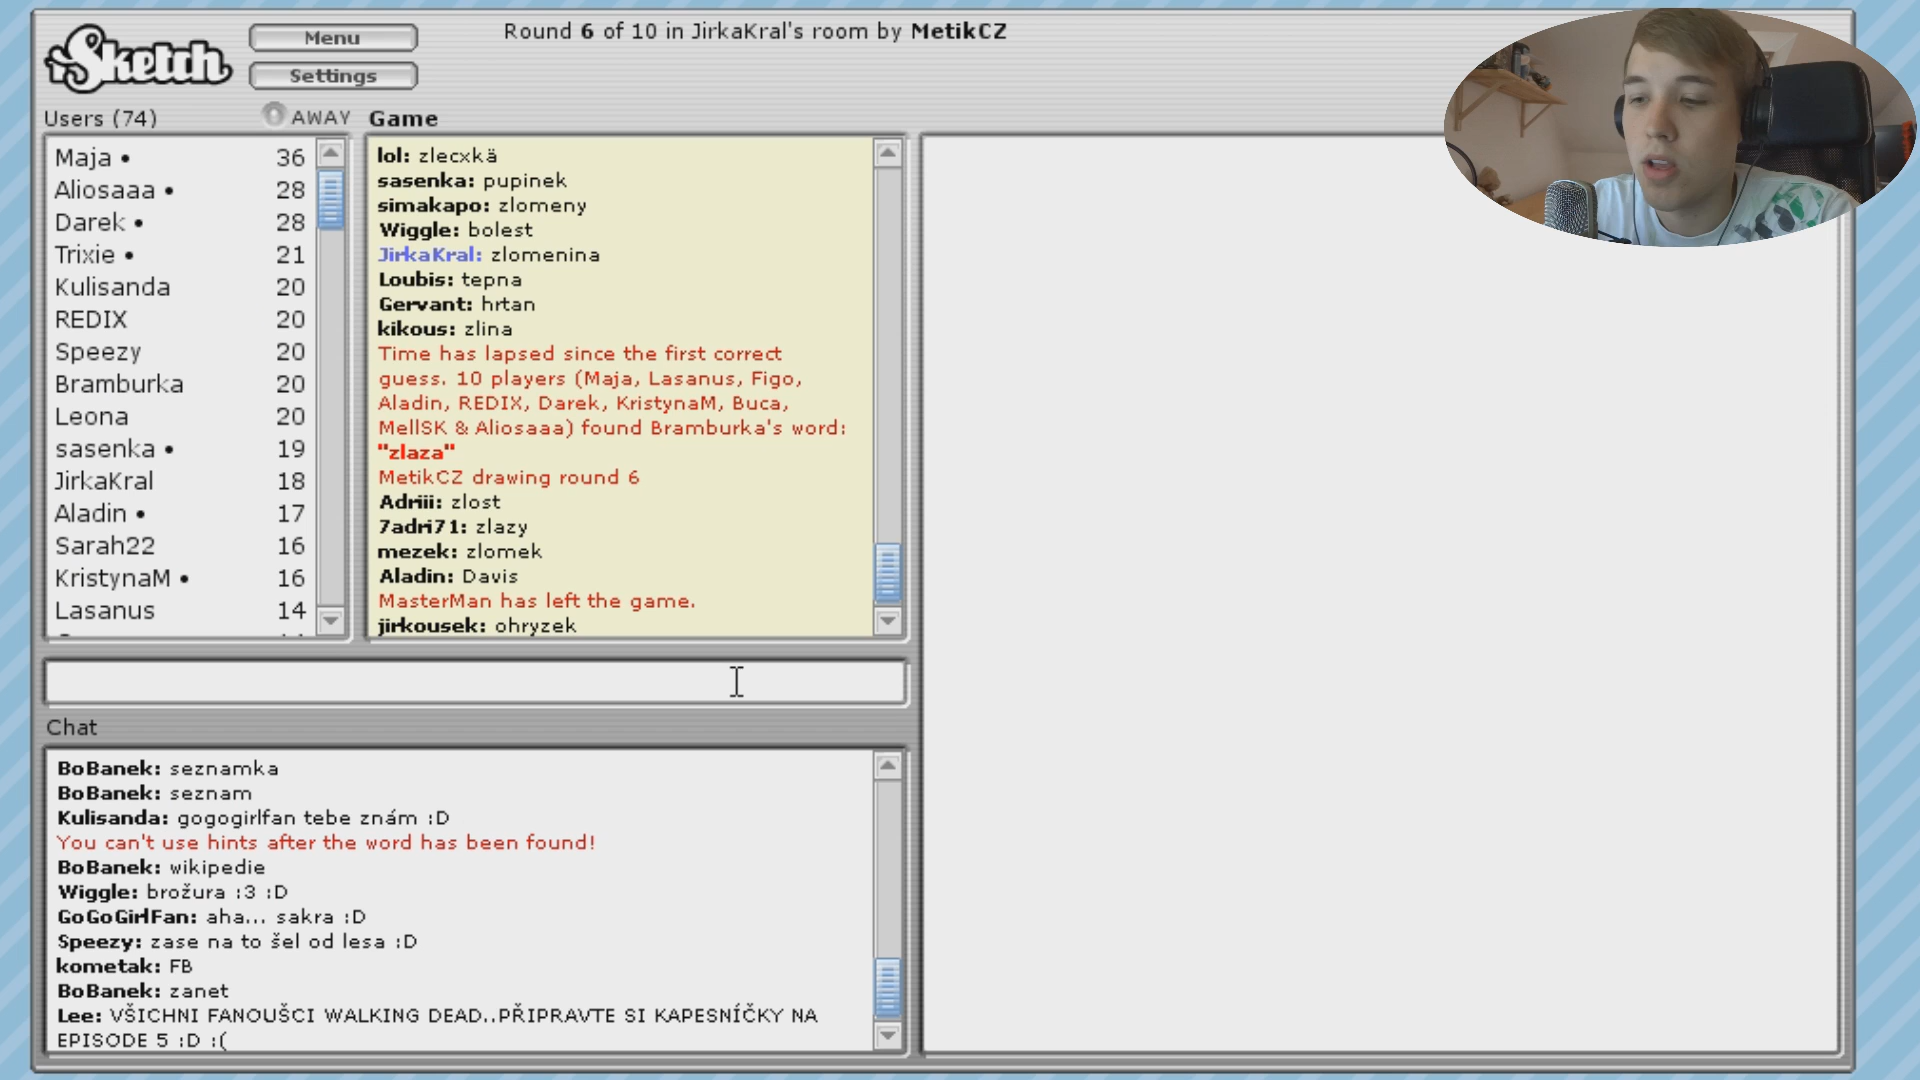 iSketch
Menu
Settings
Round 6 of 10 in JirkaKral's room by MetikCZ
Users (74)
AWAY
Game
Maja • 36
Aliosaaa • 28
Darek • 28
Trixie • 21
Kulisanda 20
REDIX 20
Speezy 20
Bramburka 20
Leona 20
sasenka • 19
JirkaKral 18
Aladin • 17
Sarah22 16
KristynaM • 16
Lasanus 14
lol: zlecxkä
sasenka: pupinek
simakapo: zlomeny
Wiggle: bolest
JirkaKral: zlomenina
Loubis: tepna
Gervant: hrtan
kikous: zlina
Time has lapsed since the first correct
guess. 10 players (Maja, Lasanus, Figo,
Aladin, REDIX, Darek, KristynaM, Buca,
MellSK & Aliosaaa) found Bramburka's word:
"zlaza"
MetikCZ drawing round 6
Adriii: zlost
7adri71: zlazy
mezek: zlomek
Aladin: Davis
MasterMan has left the game.
jirkousek: ohryzek
Chat
BoBanek: seznamka
BoBanek: seznam
Kulisanda: gogogirlfan tebe znám :D
You can't use hints after the word has been found!
BoBanek: wikipedie
Wiggle: brožura :3 :D
GoGoGirlFan: aha... sakra :D
Speezy: zase na to šel od lesa :D
kometak: FB
BoBanek: zanet
Lee: VŠICHNI FANOUŠCI WALKING DEAD..PŘIPRAVTE SI KAPESNÍČKY NA
EPISODE 5 :D :(